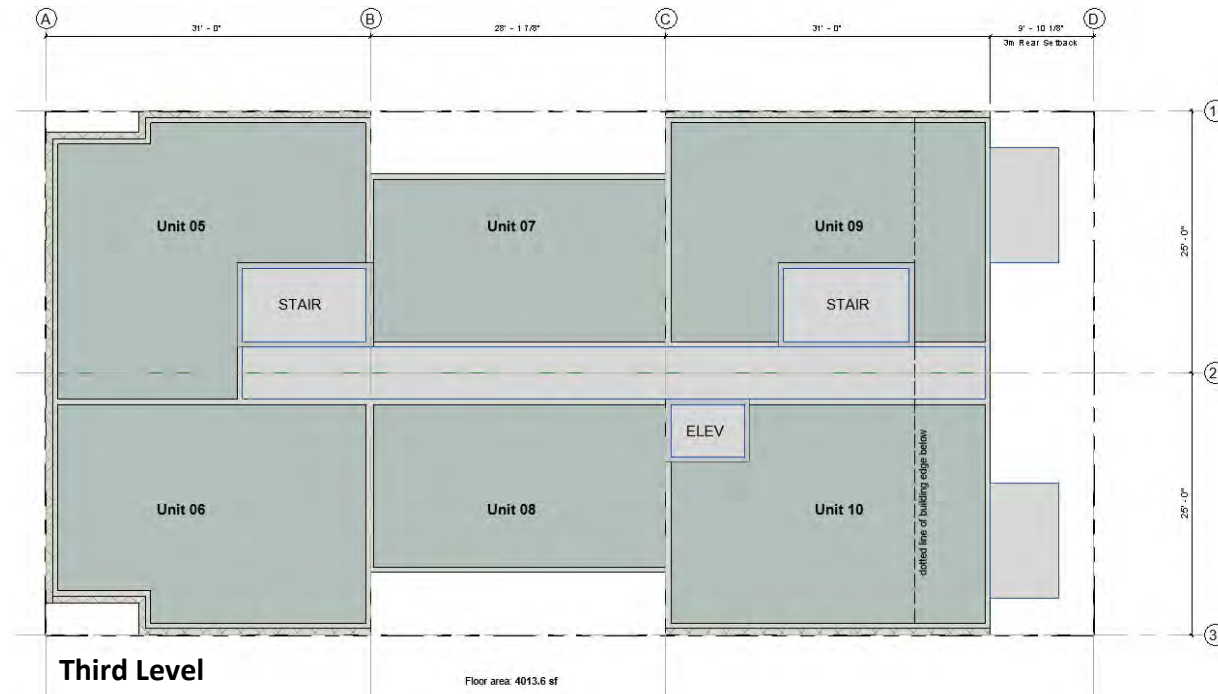 A B C D
31' - 0" 28' - 1 7/8" 31' - 0" 9' - 10 1/8"
3m Rear Setback
1
Unit 05 Unit 07 Unit 09
25' - 0"
STAIR STAIR
2
ELEV
dotted line of building edge below
Unit 06 Unit 08 Unit 10
25' - 0"
3
Third Level
Floor area: 4013.6 sf